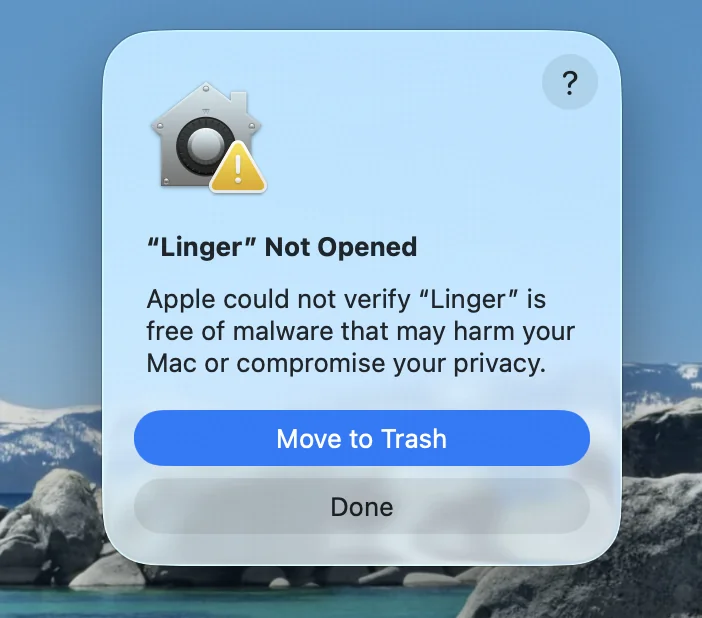 ?
“Linger” Not Opened
Apple could not verify “Linger” is
free of malware that may harm your
Mac or compromise your privacy.
Move to Trash
Done